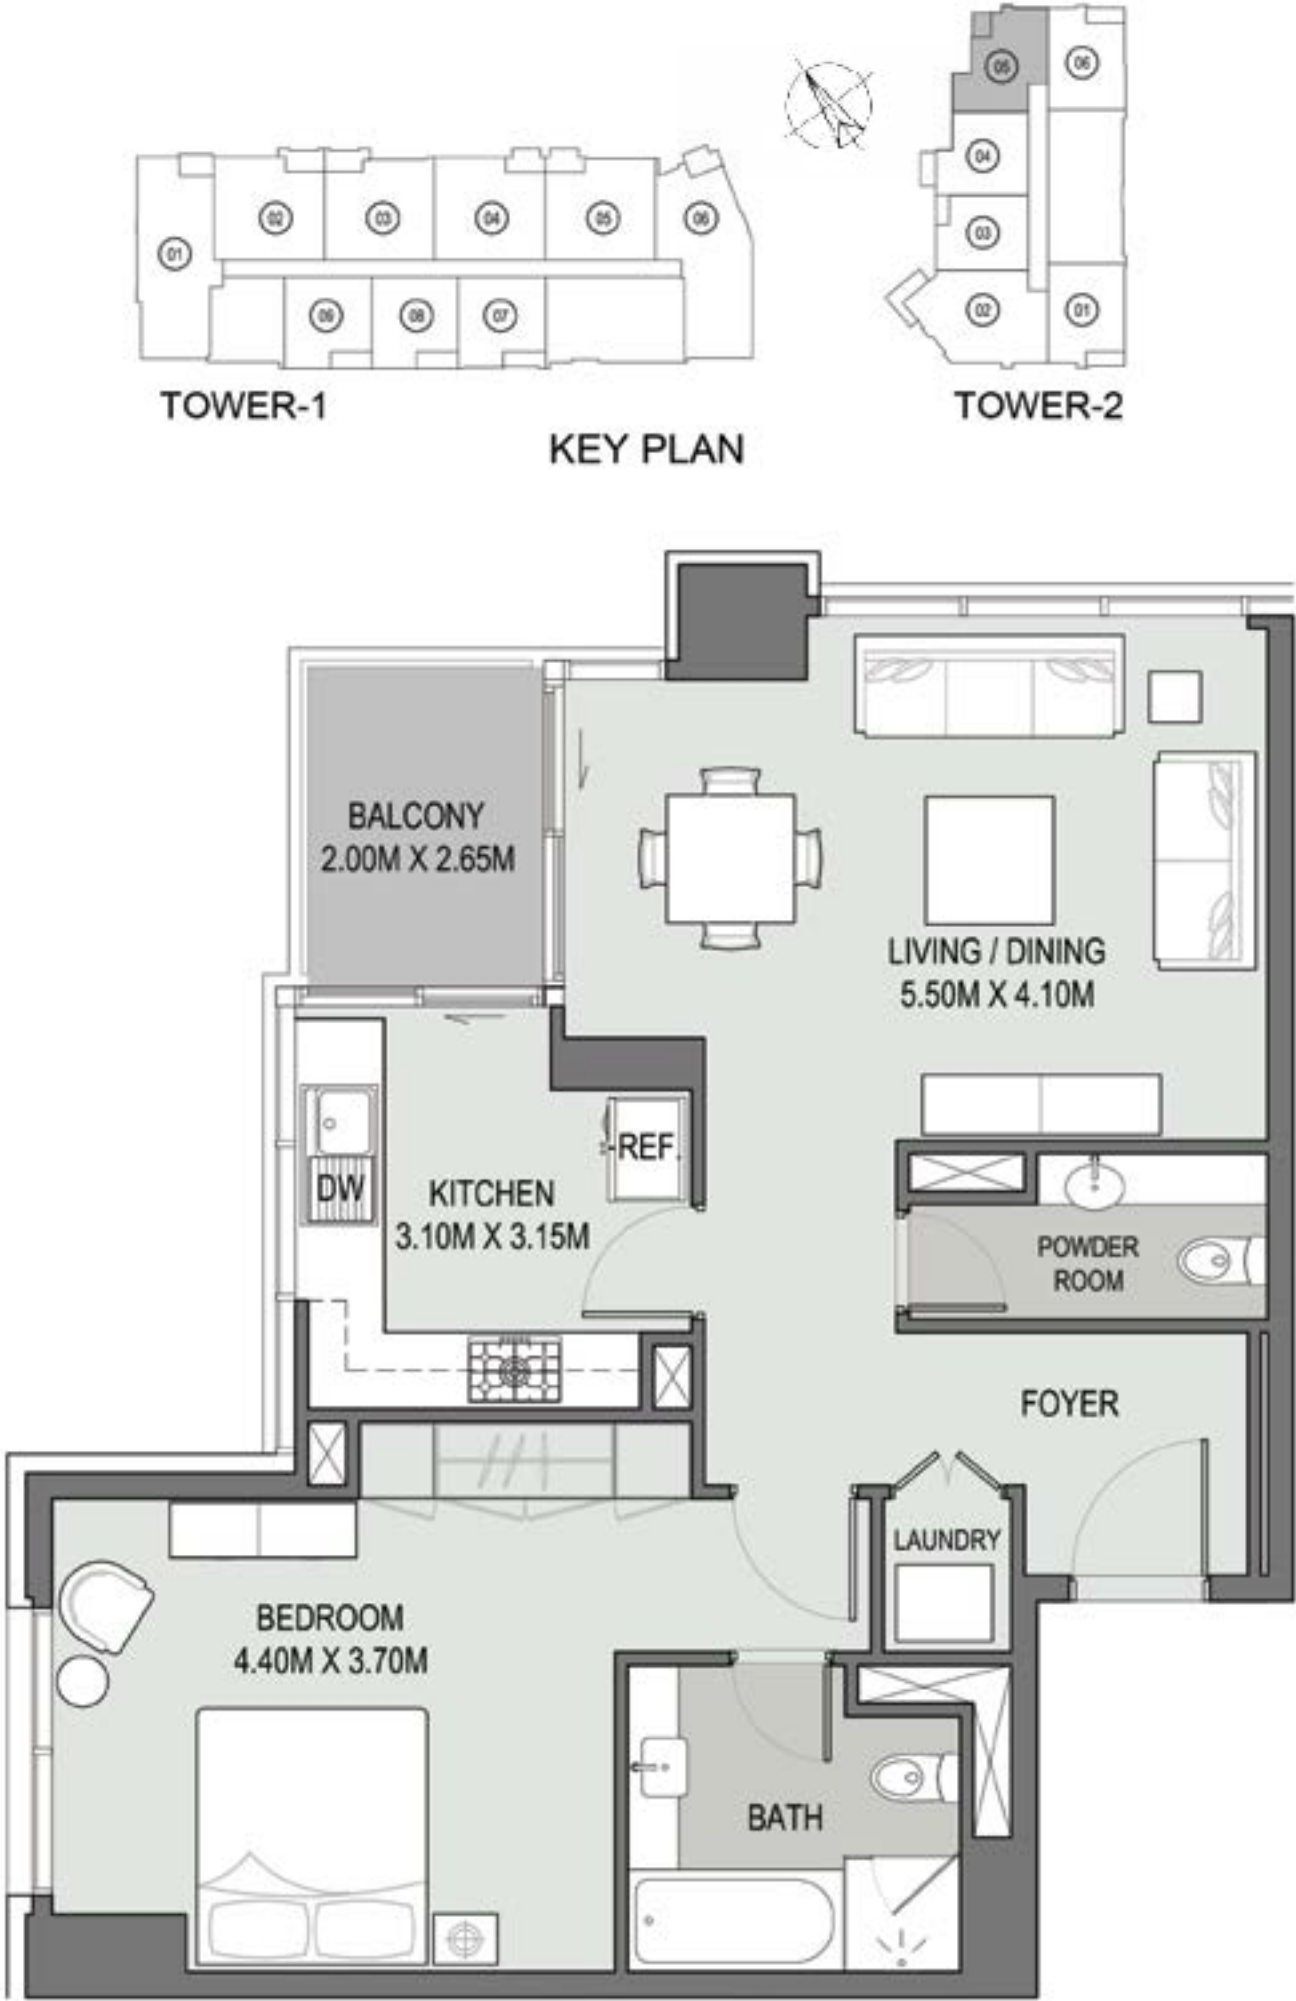 05
06
04
03
02
01
01
02
03
04
05
06
09
08
07
TOWER-1
TOWER-2
KEY PLAN
BALCONY
2.00M X 2.65M
LIVING / DINING
5.50M X 4.10M
REF.
DW
KITCHEN
3.10M X 3.15M
POWDER
ROOM
FOYER
LAUNDRY
BEDROOM
4.40M X 3.70M
BATH